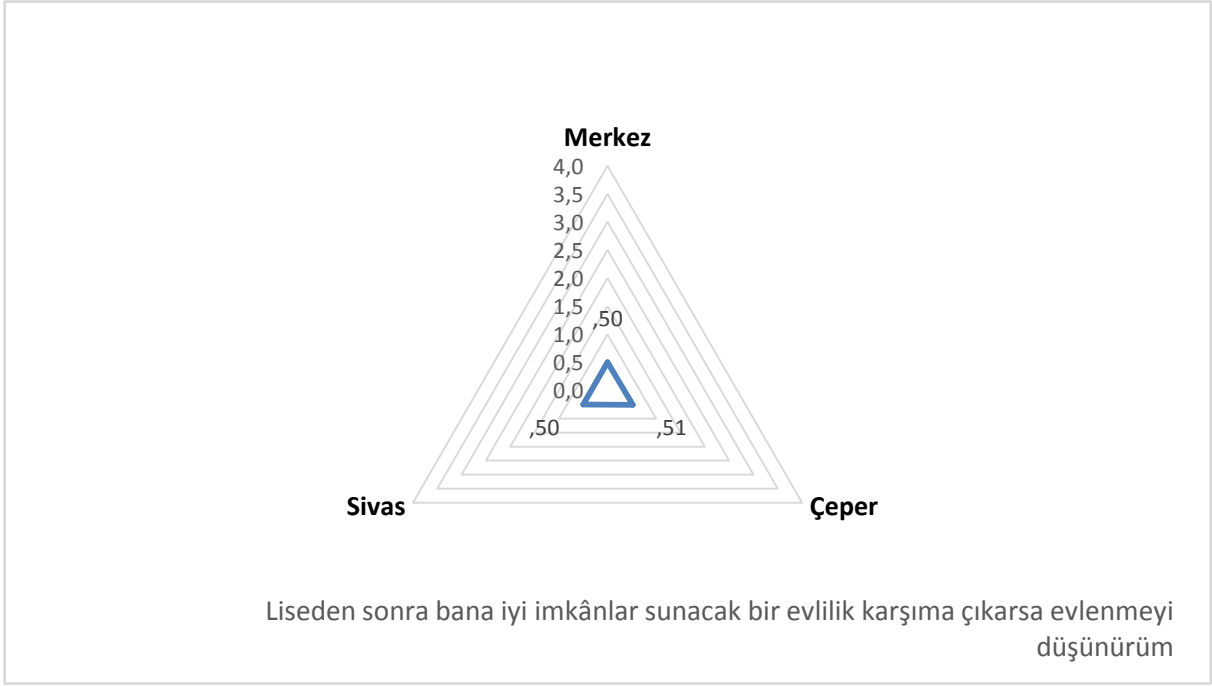 Merkez
4,0
3,5
3,0
2,5
2,0
1,5
,50
1,0
0,5
0,0
,50
,51
Sivas
Çeper
Liseden sonra bana iyi imkânlar sunacak bir evlilik karşıma çıkarsa evlenmeyi
düşünürüm